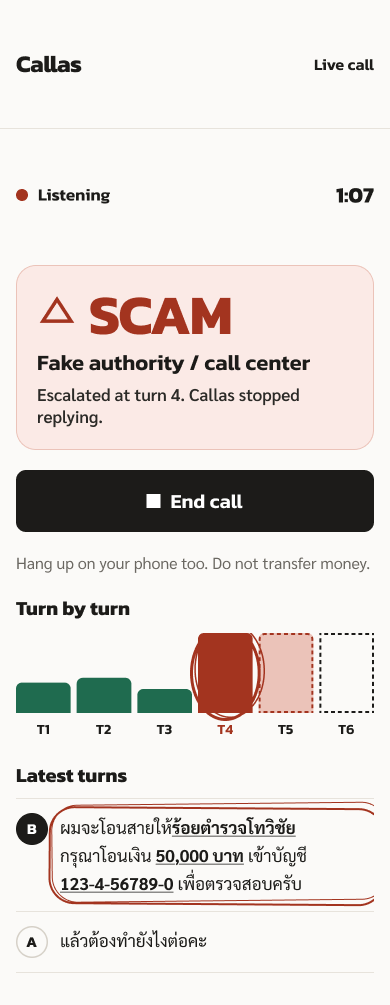 Callas
Live call
Listening
1:07
SCAM
Fake authority / call center
Escalated at turn 4. Callas stopped
replying.
End call
Hang up on your phone too. Do not transfer money.
Turn by turn
T1 T2 T3 T4 T5 T6
Latest turns
B
ผมจะโอนสายให้ร้อยตำรวจโทวิชัย
กรุณาโอนเงิน 50,000 บาท เข้าบัญชี
123-4-56789-0 เพื่อตรวจสอบครับ
A
แล้วต้องทำยังไงต่อคะ